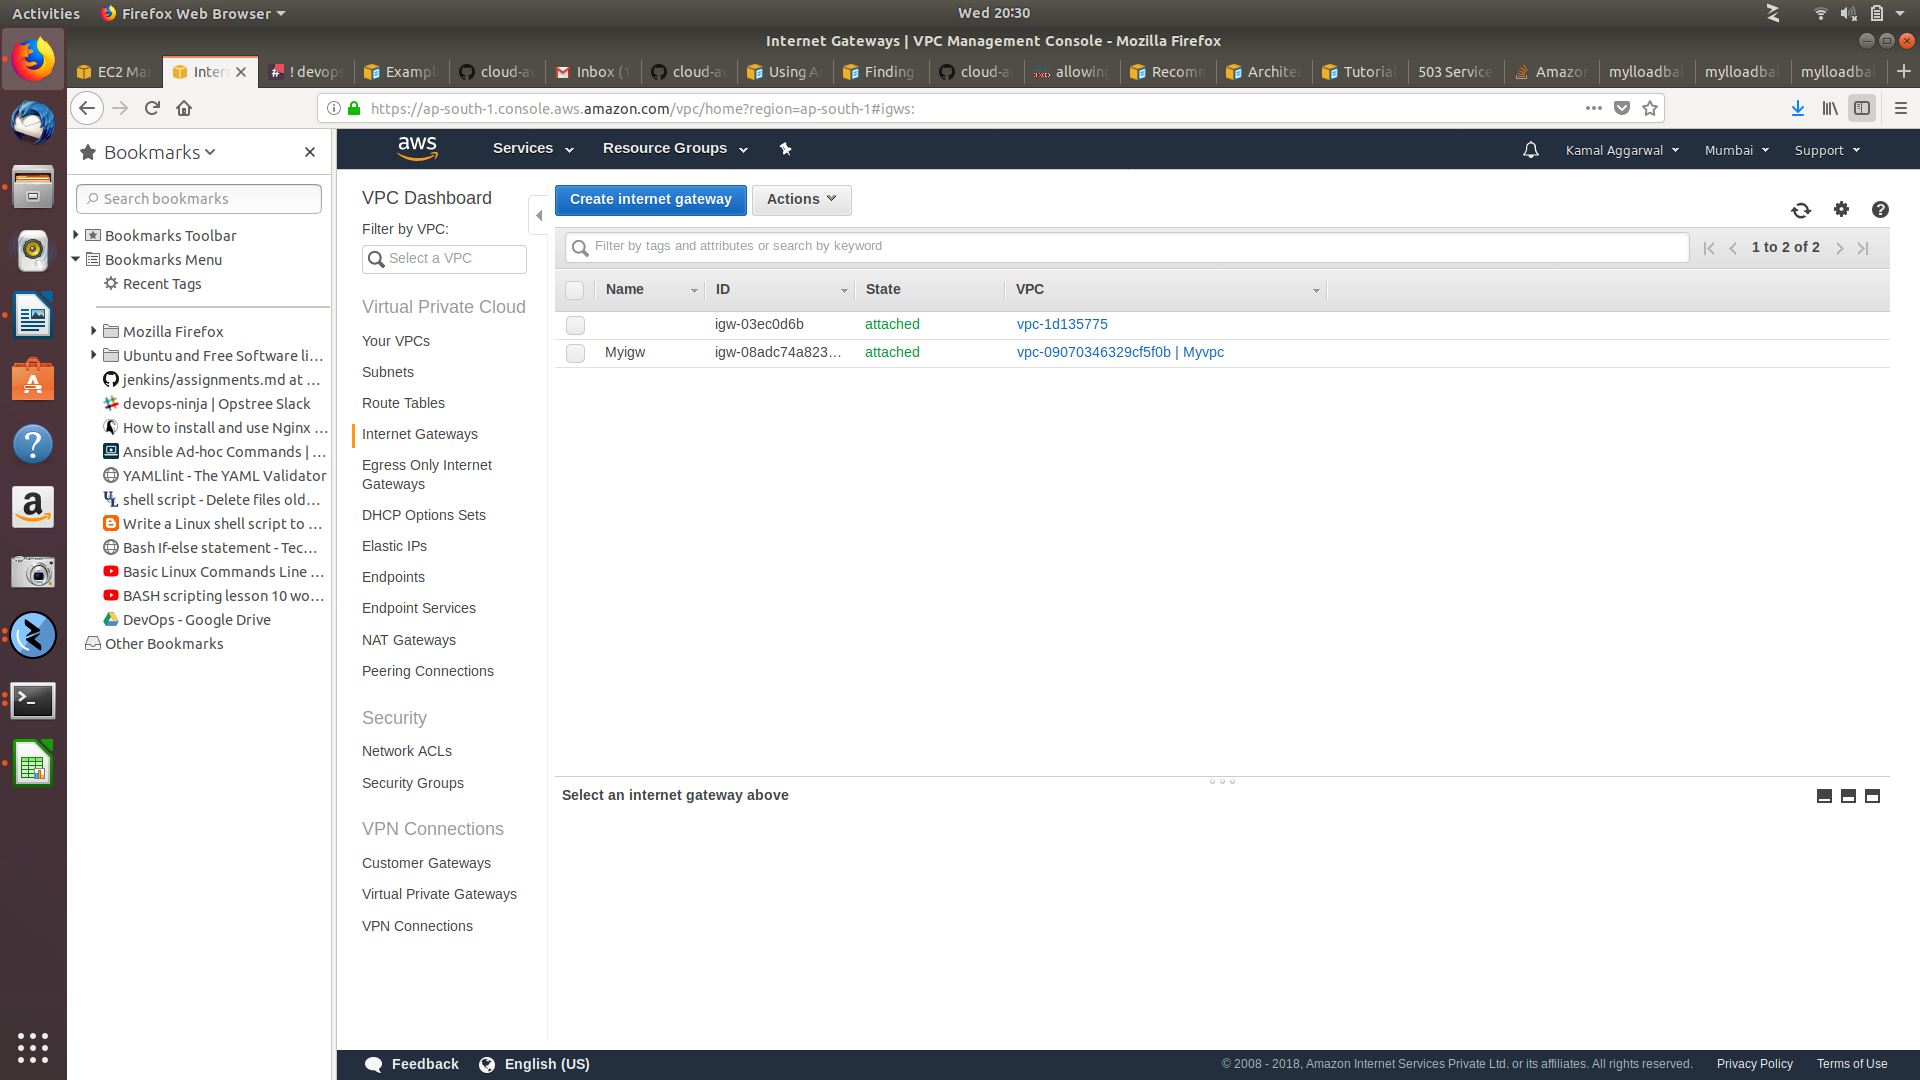 Activities
Firefox Web Browser
Wed 20:30
Internet Gateways | VPC Management Console - Mozilla Firefox
EC2 Ma
Inter
! devops
Exampl
cloud-aw
Inbox (1
cloud-aw
Using A
Finding
cloud-aw
allowing
Recomm
Archite
Tutorial
503 Service
Amazon
mylloadbal
mylloadbal
mylloadbal
https://ap-south-1.console.aws.amazon.com/vpc/home?region=ap-south-1#igws:
Bookmarks
Search bookmarks
Bookmarks Toolbar
Bookmarks Menu
Recent Tags
Mozilla Firefox
Ubuntu and Free Software li…
jenkins/assignments.md at …
devops-ninja | Opstree Slack
How to install and use Nginx …
Ansible Ad-hoc Commands | …
YAMLlint - The YAML Validator
shell script - Delete files old…
Write a Linux shell script to …
Bash If-else statement - Tec…
Basic Linux Commands Line …
BASH scripting lesson 10 wo…
DevOps - Google Drive
Other Bookmarks
aws
Services
Resource Groups
Kamal Aggarwal
Mumbai
Support
VPC Dashboard
Filter by VPC:
Select a VPC
Virtual Private Cloud
Your VPCs
Subnets
Route Tables
Internet Gateways
Egress Only Internet
Gateways
DHCP Options Sets
Elastic IPs
Endpoints
Endpoint Services
NAT Gateways
Peering Connections
Security
Network ACLs
Security Groups
VPN Connections
Customer Gateways
Virtual Private Gateways
VPN Connections
Create internet gateway
Actions
Filter by tags and attributes or search by keyword
1 to 2 of 2
Name ID State VPC
igw-03ec0d6b attached vpc-1d135775
Myigw igw-08adc74a823… attached vpc-09070346329cf5f0b | Myvpc
Select an internet gateway above
Feedback
English (US)
© 2008 - 2018, Amazon Internet Services Private Ltd. or its affiliates. All rights reserved.
Privacy Policy
Terms of Use